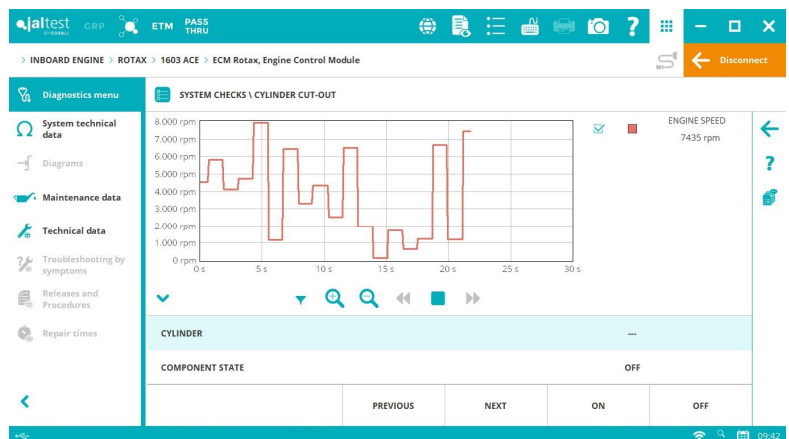 jaltest
BY COJALI
GRP
ETM
PASS
THRU
?
> INBOARD ENGINE > ROTAX > 1603 ACE > ECM Rotax, Engine Control Module
Disconnect
Diagnostics menu
SYSTEM CHECKS \ CYLINDER CUT-OUT
System technical
data
Diagrams
Maintenance data
Technical data
Troubleshooting by
symptoms
Releases and
Procedures
Repair times
8.000 rpm
7.000 rpm
6.000 rpm
5.000 rpm
4.000 rpm
3.000 rpm
2.000 rpm
1.000 rpm
0 rpm
0 s 5 s 10 s 15 s 20 s 25 s 30 s
ENGINE SPEED
7435 rpm
?
CYLINDER ---
COMPONENT STATE OFF
PREVIOUS NEXT ON OFF
09:42